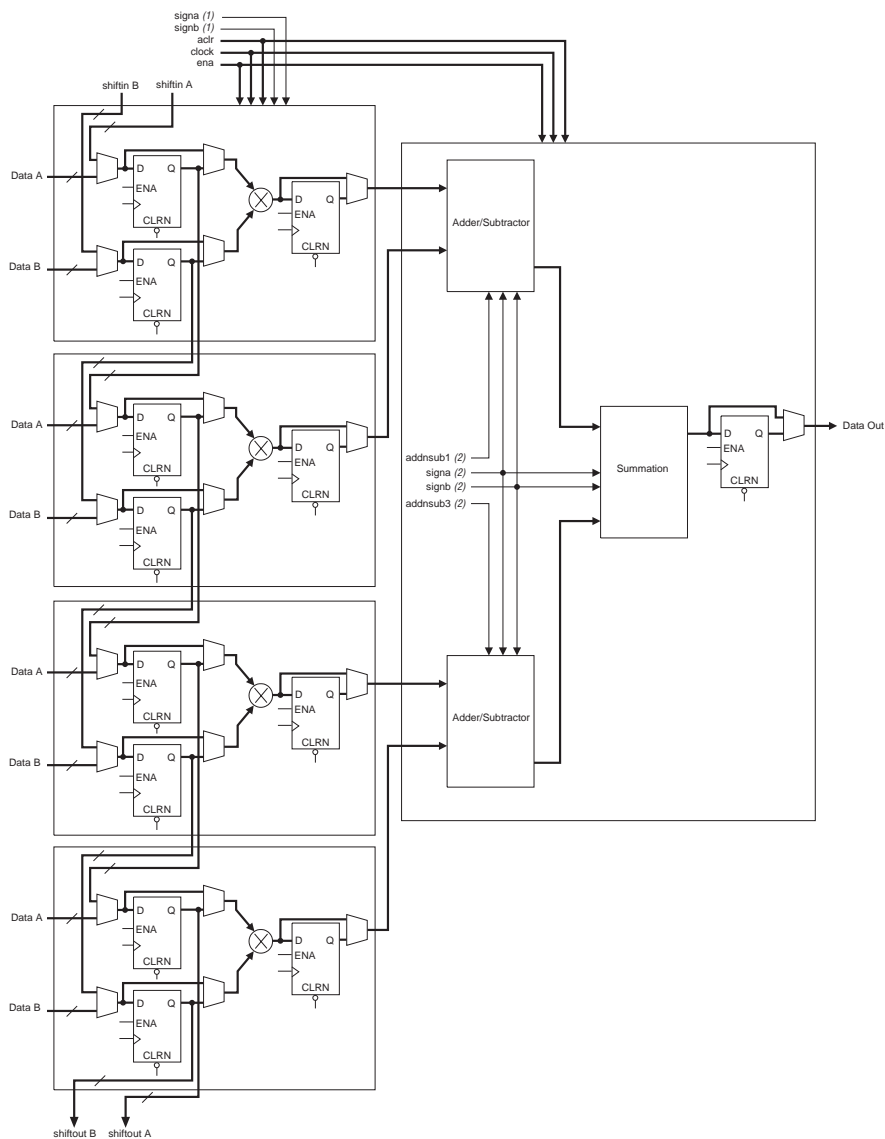 signa (1)
signb (1)
aclr
clock
ena
shiftin B
shiftin A
Data A
D Q
ENA
CLRN
D Q
ENA
CLRN
Adder/Subtractor
Data B
D Q
ENA
CLRN
Data A
D Q
ENA
CLRN
D Q
ENA
CLRN
Data B
D Q
ENA
CLRN
addnsub1 (2)
signa (2)
signb (2)
addnsub3 (2)
Summation
D Q
ENA
CLRN
Data Out
Data A
D Q
ENA
CLRN
D Q
ENA
CLRN
Adder/Subtractor
Data B
D Q
ENA
CLRN
Data A
D Q
ENA
CLRN
D Q
ENA
CLRN
Data B
D Q
ENA
CLRN
shiftout B
shiftout A